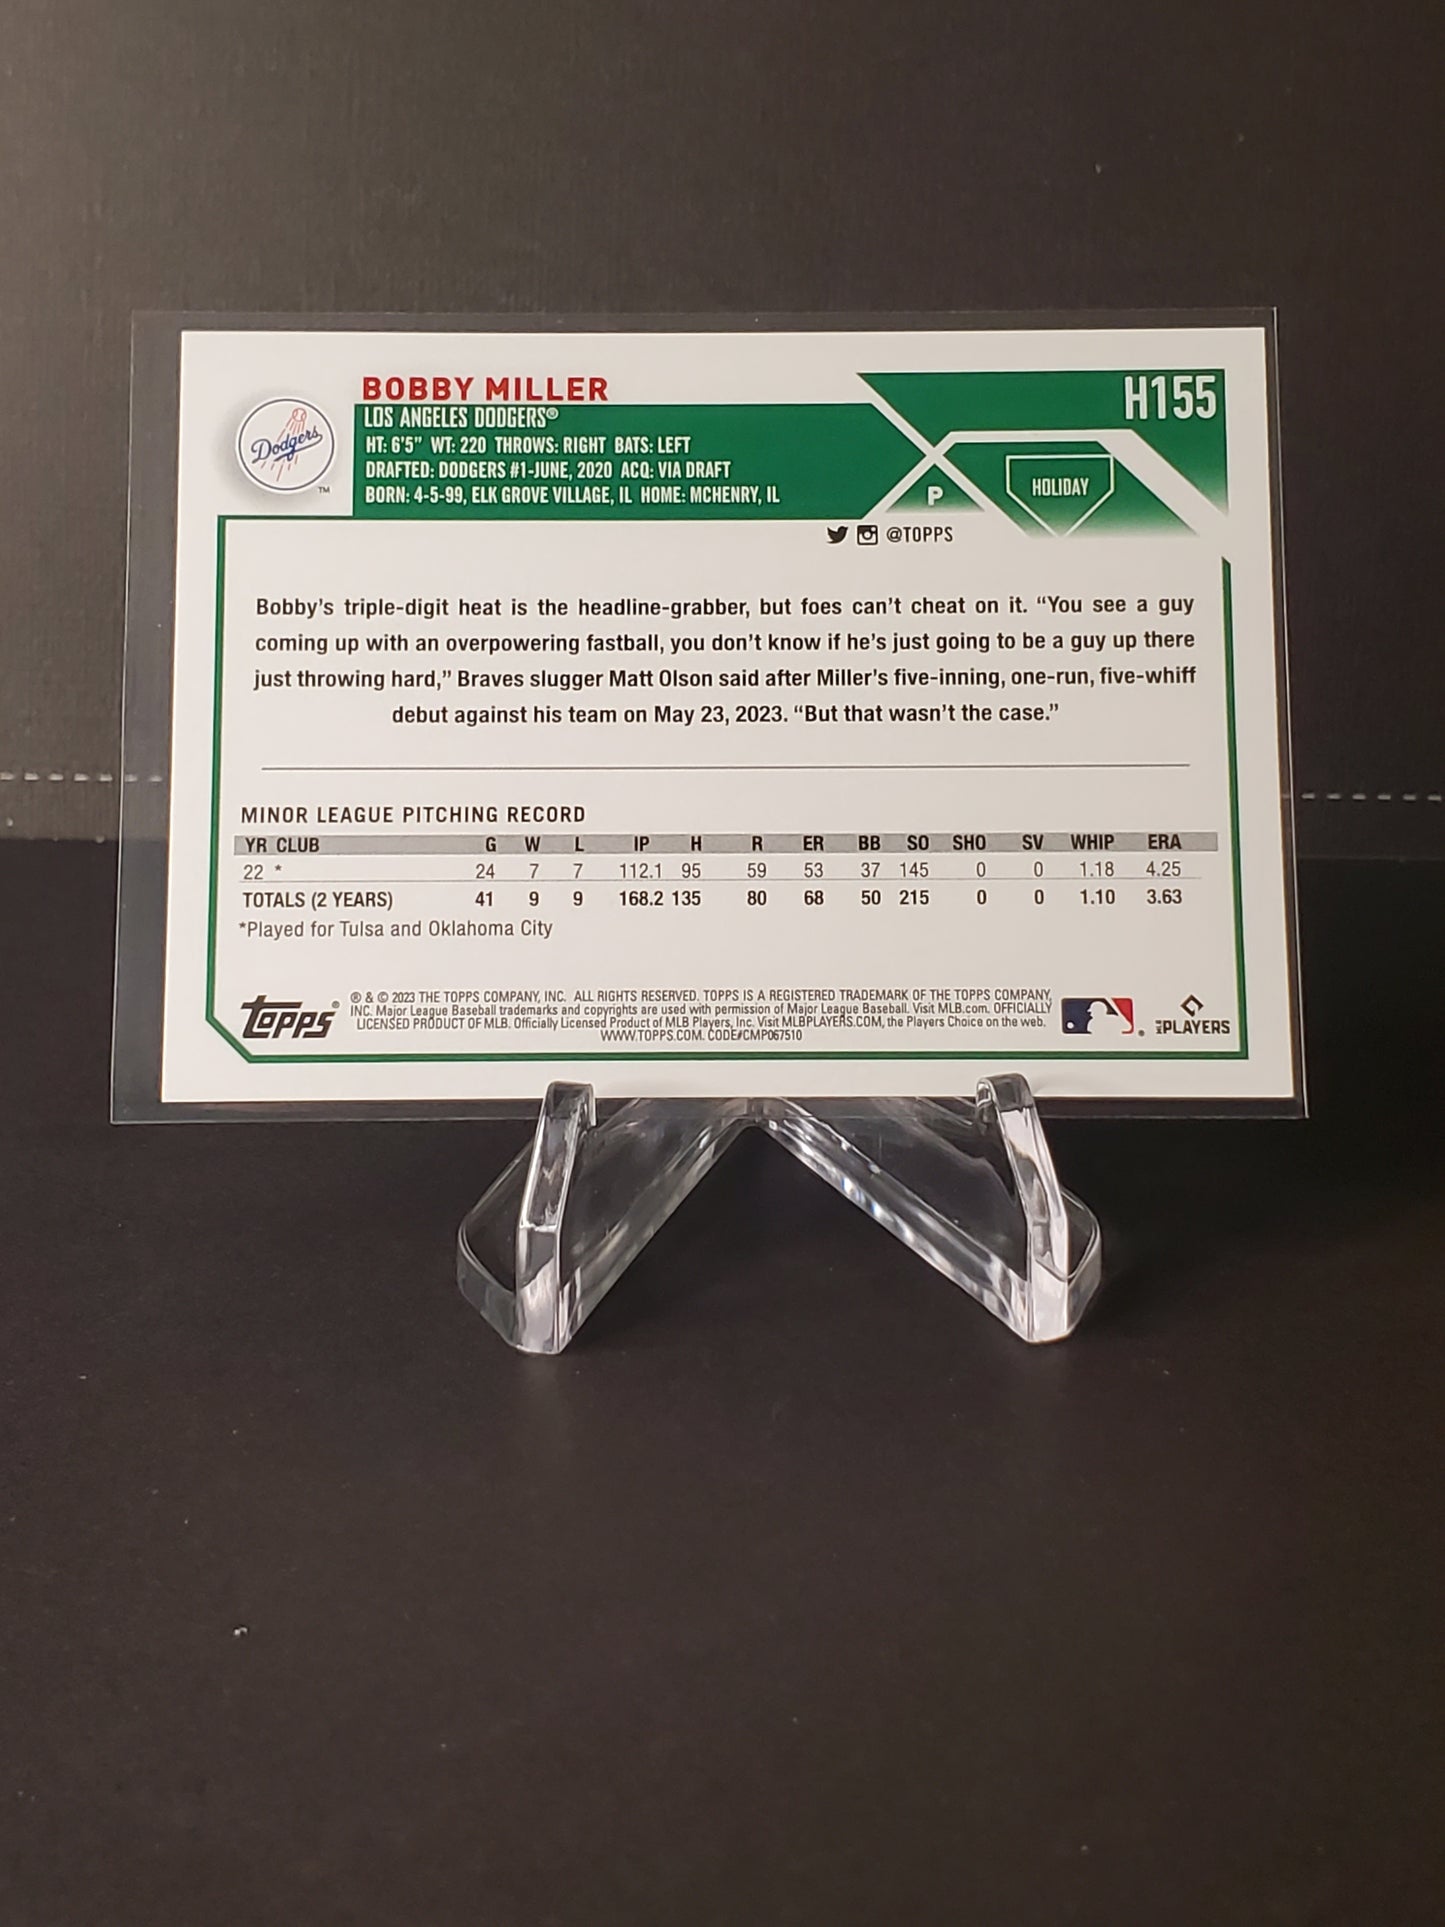 BOBBY MILLER
H155
LOS ANGELES DODGERS®
Dodgers
TM
HT: 6'5" WT: 220 THROWS: RIGHT BATS: LEFT
DRAFTED: DODGERS #1-JUNE, 2020 ACQ: VIA DRAFT
BORN: 4-5-99, ELK GROVE VILLAGE, IL HOME: MCHENRY, IL
P
HOLIDAY
@TOPPS
Bobby's triple-digit heat is the headline-grabber, but foes can't cheat on it. “You see a guy
coming up with an overpowering fastball, you don't know if he's just going to be a guy up there
just throwing hard,” Braves slugger Matt Olson said after Miller's five-inning, one-run, five-whiff
debut against his team on May 23, 2023. “But that wasn't the case.”
MINOR LEAGUE PITCHING RECORD
YR CLUB G W L IP H R ER BB SO SHO SV WHIP ERA
22 * 24 7 7 112.1 95 59 53 37 145 0 0 1.18 4.25
TOTALS (2 YEARS) 41 9 9 168.2 135 80 68 50 215 0 0 1.10 3.63
*Played for Tulsa and Oklahoma City
topps®
® & © 2023 THE TOPPS COMPANY, INC. ALL RIGHTS RESERVED. TOPPS IS A REGISTERED TRADEMARK OF THE TOPPS COMPANY,
INC. Major League Baseball trademarks and copyrights are used with permission of Major League Baseball. Visit MLB.com. OFFICIALLY
LICENSED PRODUCT OF MLB. Officially Licensed Product of MLB Players, Inc. Visit MLBPLAYERS.COM, the Players Choice on the web.
WWW.TOPPS.COM. CODE#CMP067510
MLB PLAYERS